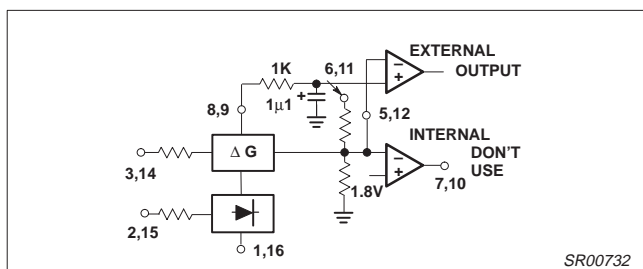 EXTERNAL
OUTPUT
1K
6,11
−
+
+
1µ1
8,9
5,12
INTERNAL
DON'T
USE
−
+
Δ G
3,14
7,10
1.8V
2,15
1,16
SR00732